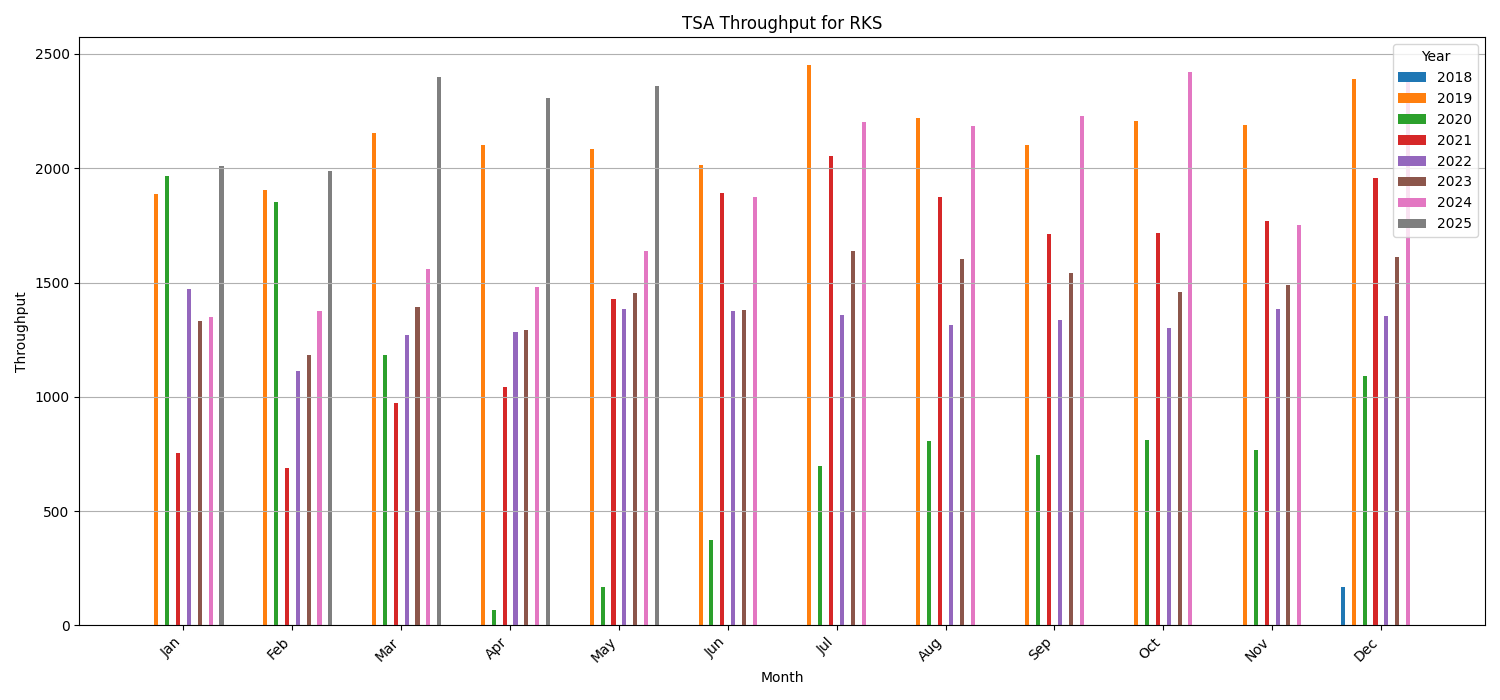 TSA Throughput for RKS
Year
2018
2019
2020
2021
2022
2023
2024
2025
Throughput
2500
2000
1500
1000
500
0
Jan
Feb
Mar
Apr
May
Jun
Jul
Aug
Sep
Oct
Nov
Dec
Month